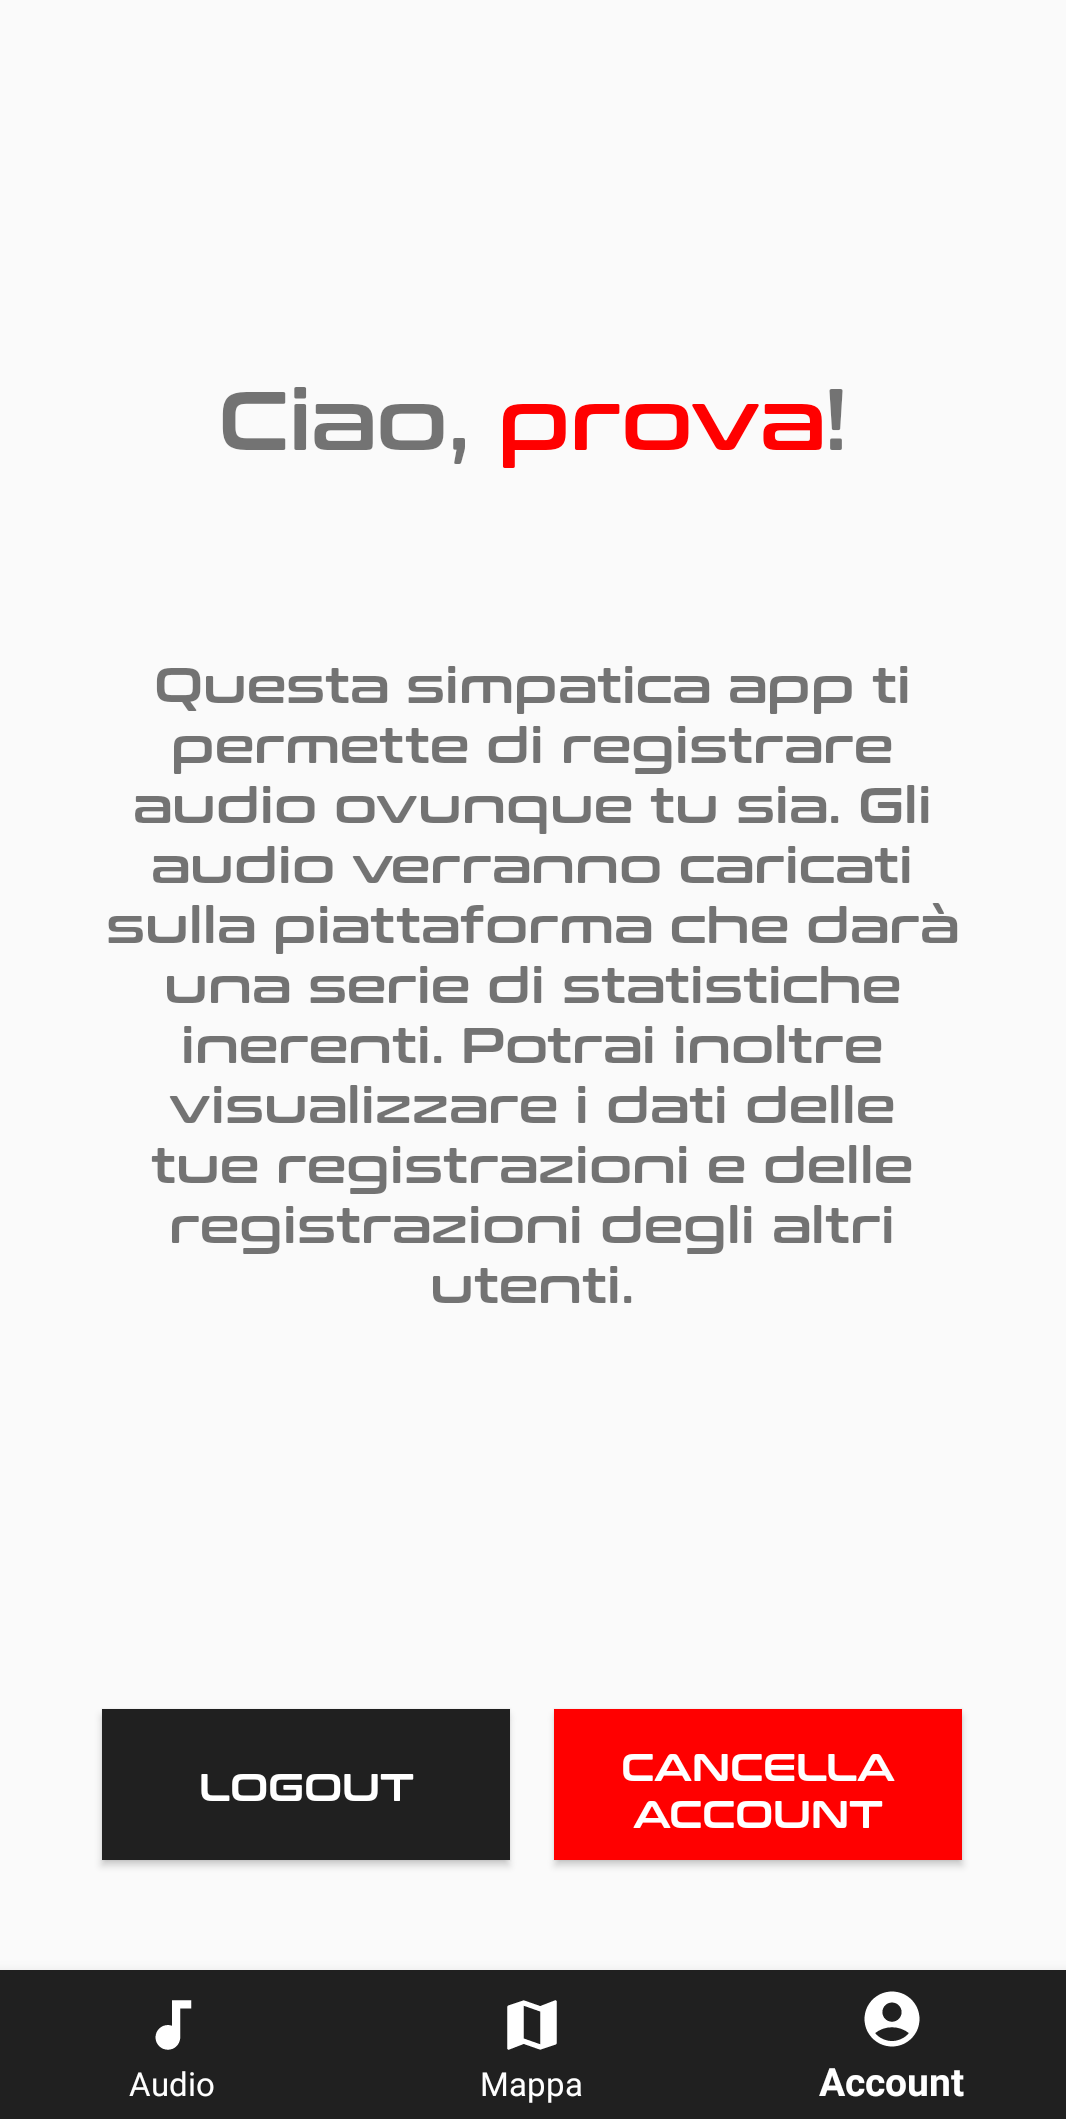 Ciao, prova!
Questa simpatica app ti
permette di registrare
audio ovunque tu sia. Gli
audio verranno caricati
sulla piattaforma che darà
una serie di statistiche
inerenti. Potrai inoltre
visualizzare i dati delle
tue registrazioni e delle
registrazioni degli altri
utenti.
LOGOUT
CANCELLA
ACCOUNT
Audio
Mappa
Account